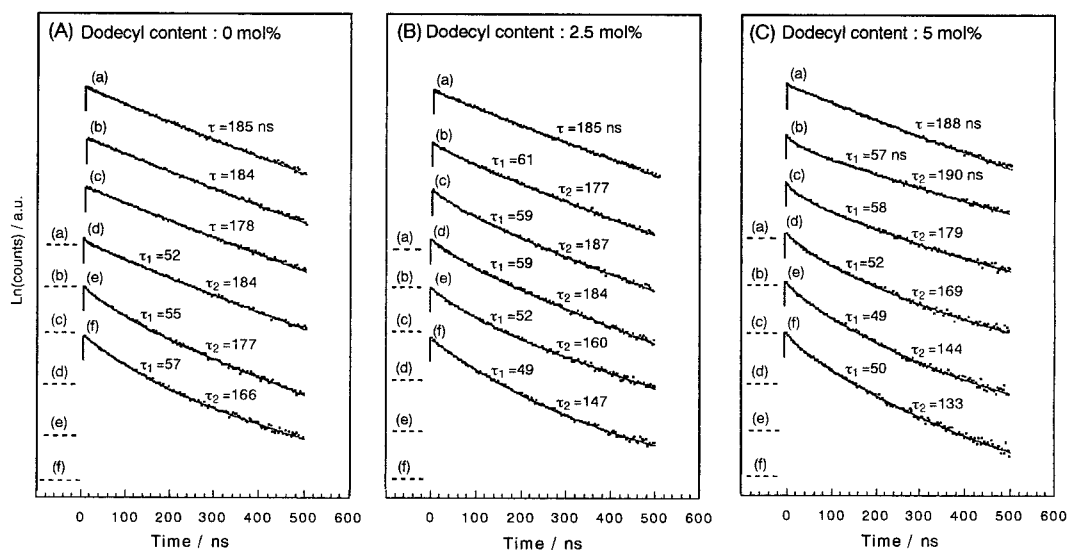 (A) Dodecyl content : 0 mol%
(a)
τ =185 ns
(b)
τ =184
(c)
τ =178
(d)
τ1 =52
τ2 =184
(e)
τ1 =55
τ2 =177
(f)
τ1 =57
τ2 =166
(a)
(b)
(c)
(d)
(e)
(f)
Ln(counts) / a.u.
0 100 200 300 400 500 600
Time / ns
(B) Dodecyl content : 2.5 mol%
(a)
τ =185 ns
(b)
τ1 =61
τ2 =177
(c)
τ1 =59
τ2 =187
(d)
τ1 =59
τ2 =184
(e)
τ1 =52
τ2 =160
(f)
τ1 =49
τ2 =147
(a)
(b)
(c)
(d)
(e)
(f)
0 100 200 300 400 500 600
Time / ns
(C) Dodecyl content : 5 mol%
(a)
τ =188 ns
(b)
τ1 =57 ns
τ2 =190 ns
(c)
τ1 =58
τ2 =179
(d)
τ1 =52
τ2 =169
(e)
τ1 =49
τ2 =144
(f)
τ1 =50
τ2 =133
(a)
(b)
(c)
(d)
(e)
(f)
0 100 200 300 400 500 600
Time / ns